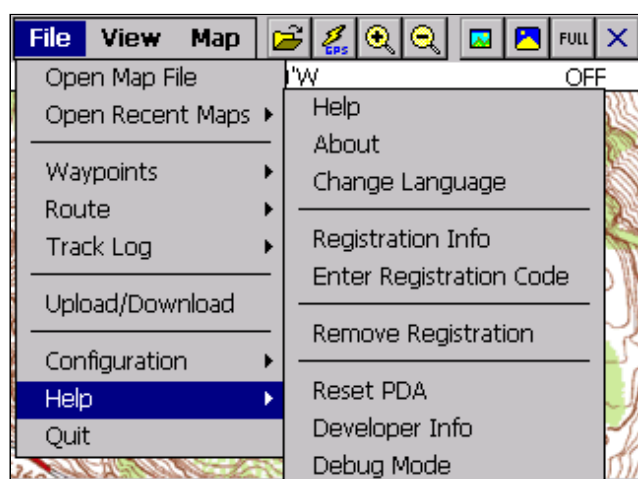 File View Map GPS FULL
'W OFF
Open Map File
Open Recent Maps
Waypoints
Route
Track Log
Upload/Download
Configuration
Help
Quit
Help
About
Change Language
Registration Info
Enter Registration Code
Remove Registration
Reset PDA
Developer Info
Debug Mode